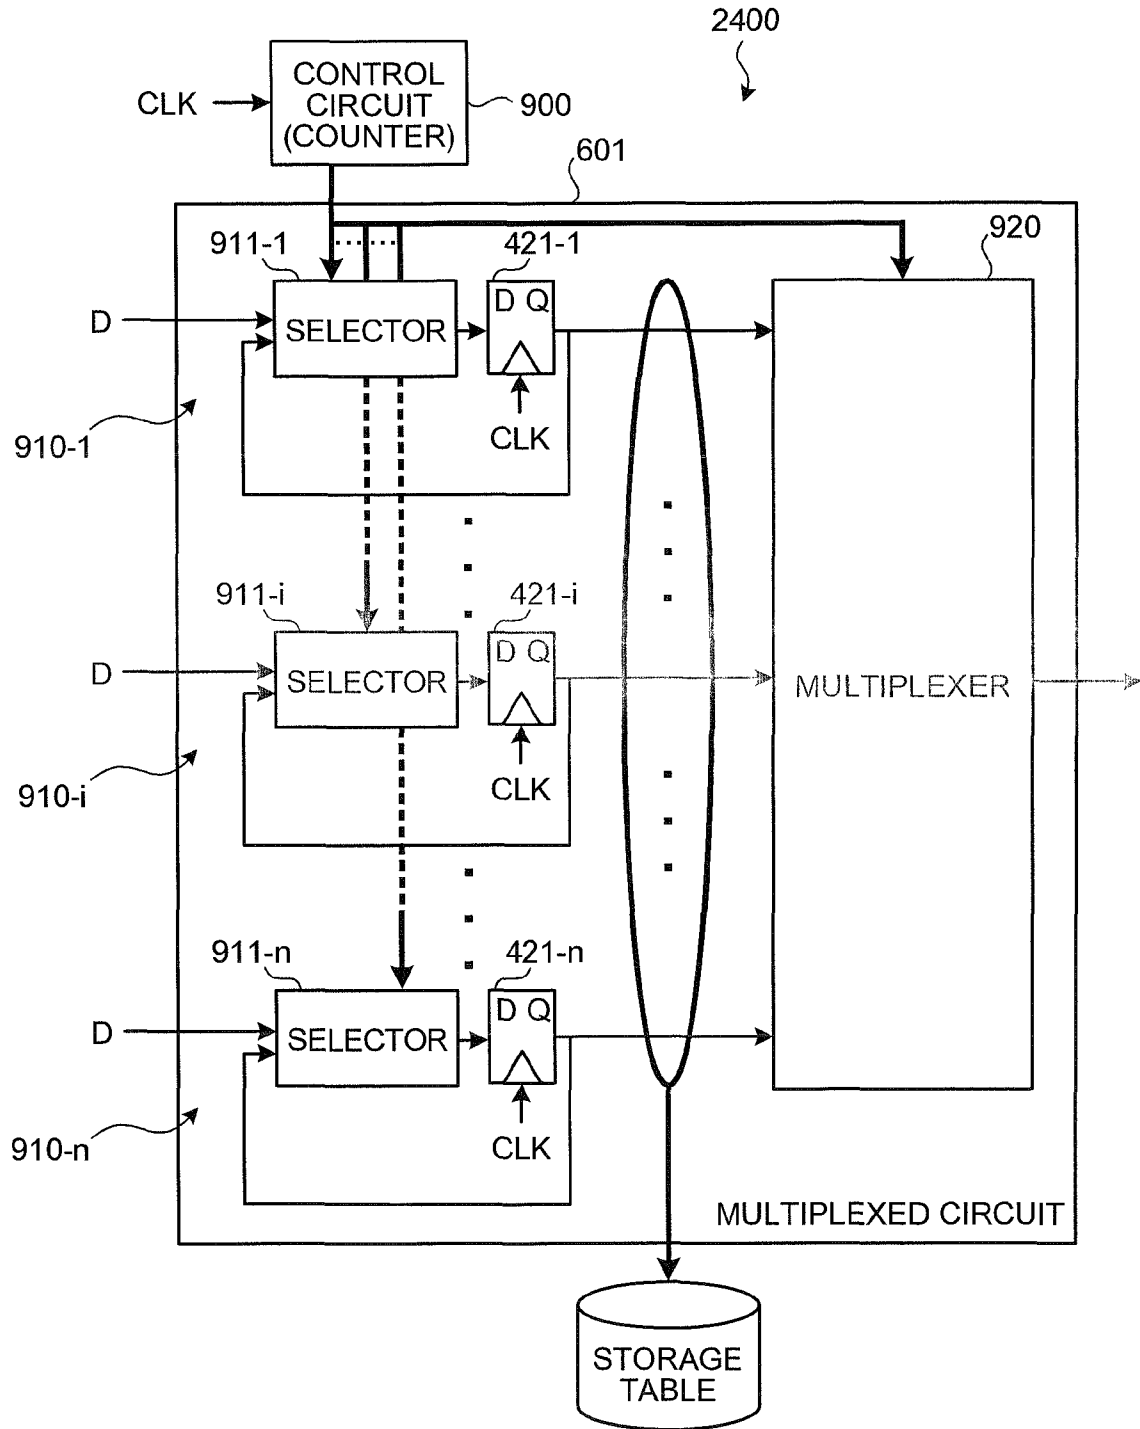 2400
CONTROL
CIRCUIT
(COUNTER)
CLK
900
601
911-1
421-1
920
D
SELECTOR
D Q
910-1
CLK
911-i
421-i
D
SELECTOR
D Q
MULTIPLEXER
910-i
CLK
911-n
421-n
D
SELECTOR
D Q
910-n
CLK
MULTIPLEXED CIRCUIT
STORAGE
TABLE